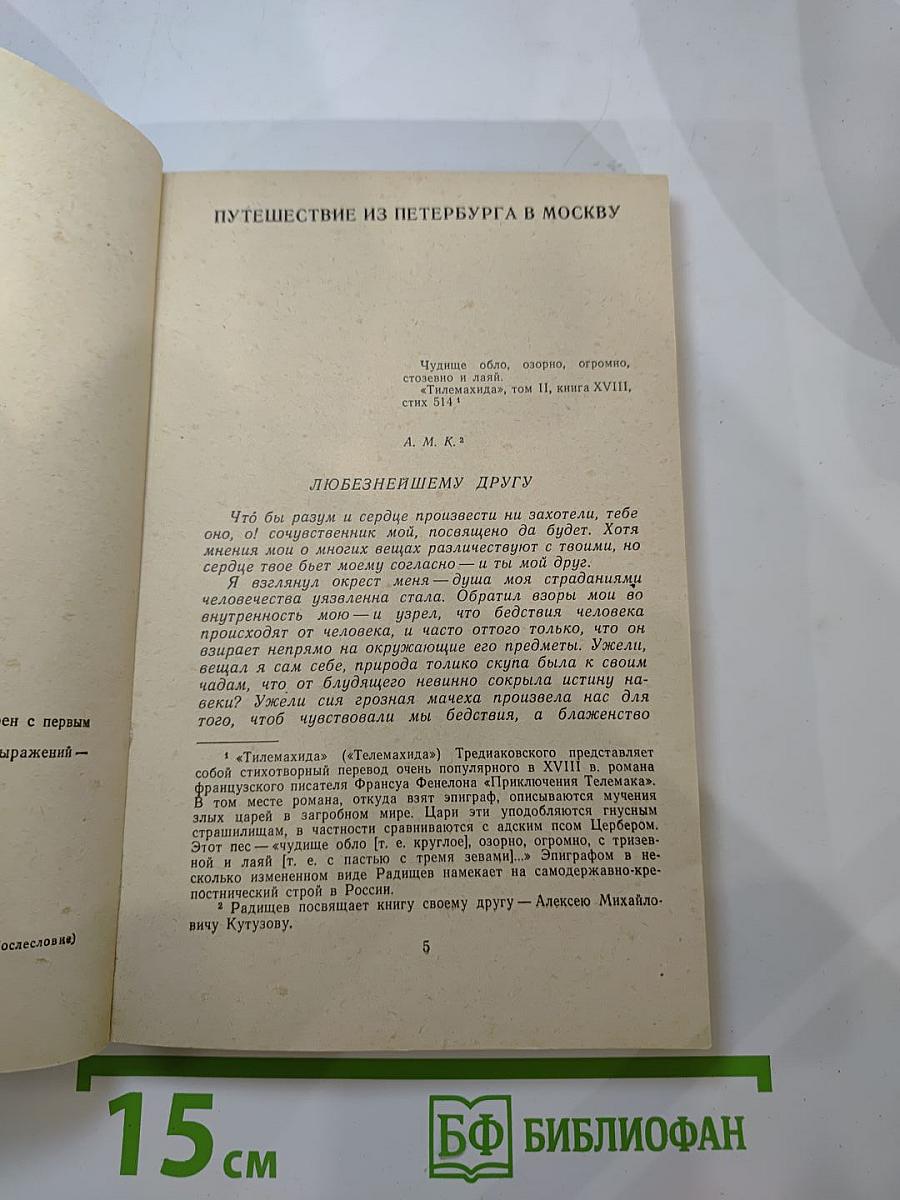 рен с первым
ыражений —
ослесловие)
ПУТЕШЕСТВИЕ ИЗ ПЕТЕРБУРГА В МОСКВУ
Чудище обло, озорно, огромно,
стозевно и лаяй.
«Тилемахида», том II, книга XVIII,
стих 514 ¹
А. М. К. ²
ЛЮБЕЗНЕЙШЕМУ ДРУГУ
Что́ бы разум и сердце произвести ни захотели, тебе
оно, о! сочувственник мой, посвящено да будет. Хотя
мнения мои о многих вещах различествуют с твоими, но
сердце твое бьет моему согласно — и ты мой друг.
Я взглянул окрест меня — душа моя страданиями
человечества уязвленна стала. Обратил взоры мои во
внутренность мою — и узрел, что бедствия человека
происходят от человека, и часто оттого только, что он
взирает непрямо на окружающие его предметы. Ужели,
вещал я сам себе, природа толико скупа была к своим
чадам, что от блудящего невинно сокрыла истину на-
веки? Ужели сия грозная мачеха произвела нас для
того, чтоб чувствовали мы бедствия, а блаженство
¹ «Тилемахида» («Телемахида») Тредиаковского представляет
собой стихотворный перевод очень популярного в XVIII в. романа
французского писателя Франсуа Фенелона «Приключения Телемака».
В том месте романа, откуда взят эпиграф, описываются мучения
злых царей в загробном мире. Цари эти уподобляются гнусным
страшилищам, в частности сравниваются с адским псом Цербером.
Этот пес — «чудище обло [т. е. круглое], озорно, огромно, с тризев-
ной и лаяй [т. е. с пастью с тремя зевами]...» Эпиграфом в не-
сколько измененном виде Радищев намекает на самодержавно-кре-
постнический строй в России.
² Радищев посвящает книгу своему другу — Алексею Михайло-
вичу Кутузову.
5
15 см
БФ БИБЛИОФАН